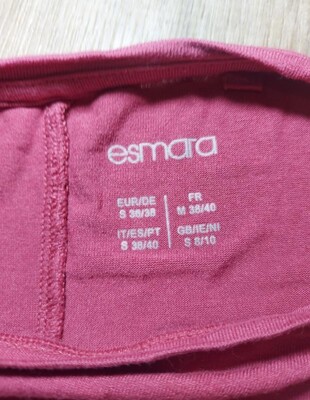 esmara
EUR/DE
S 36/38
FR
M 38/40
IT/ES/PT
S 38/40
GB/IE/NI
S 8/10